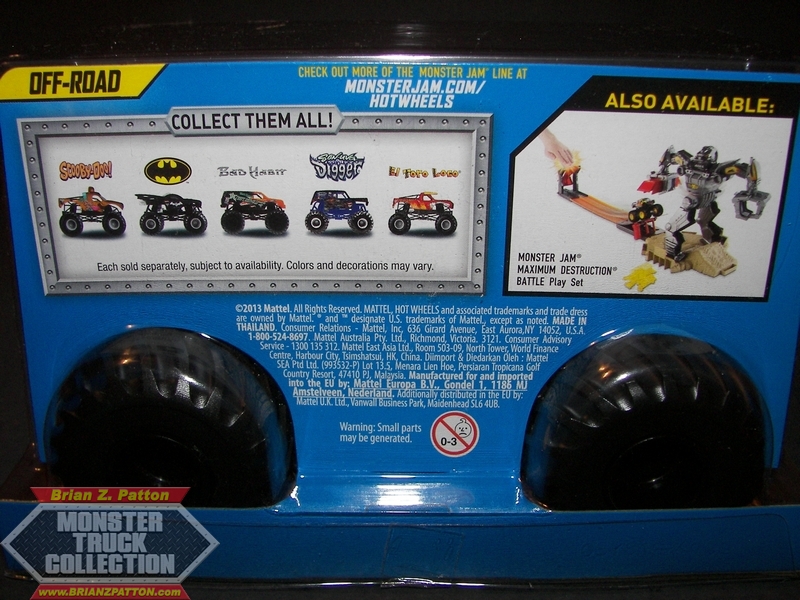 OFF-ROAD
CHECK OUT MORE OF THE MONSTER JAM® LINE AT
MONSTERJAM.COM/
HOTWHEELS
COLLECT THEM ALL!
SCOOBY-DOO!
BATMAN
BAD HABIT
SON UVA
DIGGER
El Toro Loco
Each sold separately, subject to availability. Colors and decorations may vary.
ALSO AVAILABLE:
MONSTER JAM®
MAXIMUM DESTRUCTION®
BATTLE Play Set
©2013 Mattel. All Rights Reserved. MATTEL, HOT WHEELS and associated trademarks and trade dress
are owned by Mattel. ® and ™ designate U.S. trademarks of Mattel, except as noted. MADE IN
THAILAND. Consumer Relations - Mattel, Inc, 636 Girard Avenue, East Aurora,NY 14052, U.S.A.
1-800-524-8697. Mattel Australia Pty. Ltd., Richmond, Victoria. 3121. Consumer Advisory
Service - 1300 135 312. Mattel East Asia Ltd., Room 503-09, North Tower, World Finance
Centre, Harbour City, Tsimshatsui, HK, China. Diimport & Diedarkan Oleh : Mattel
SEA Ptd Ltd. (993532-P) Lot 13.5, Menara Lien Hoe, Persiaran Tropicana Golf
Country Resort, 47410 PJ, Malaysia. Manufactured for and imported
into the EU by: Mattel Europa B.V., Gondel 1, 1186 MJ
Amstelveen, Nederland. Additionally distributed in the EU by:
Mattel U.K. Ltd., Vanwall Business Park, Maidenhead SL6 4UB.
Warning: Small parts
may be generated.
0-3
Brian Z. Patton
MONSTER
TRUCK
COLLECTION
www.BRIANZPATTON.com